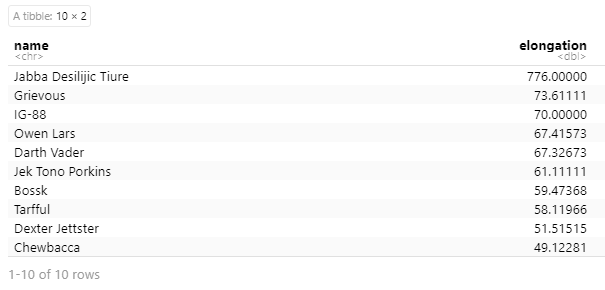 A tibble: 10 × 2
name elongation
<chr> <dbl>
Jabba Desilijic Tiure 776.00000
Grievous 73.61111
IG-88 70.00000
Owen Lars 67.41573
Darth Vader 67.32673
Jek Tono Porkins 61.11111
Bossk 59.47368
Tarfful 58.11966
Dexter Jettster 51.51515
Chewbacca 49.12281
1-10 of 10 rows